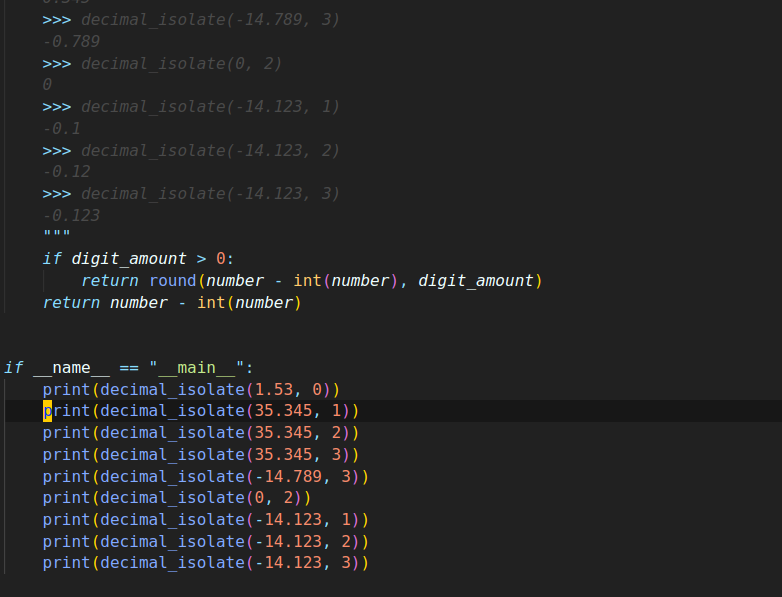 >>> decimal_isolate(-14.789, 3)
-0.789
>>> decimal_isolate(0, 2)
0
>>> decimal_isolate(-14.123, 1)
-0.1
>>> decimal_isolate(-14.123, 2)
-0.12
>>> decimal_isolate(-14.123, 3)
-0.123
"""
if digit_amount > 0:
return round(number - int(number), digit_amount)
return number - int(number)
if __name__ == "__main__":
print(decimal_isolate(1.53, 0))
print(decimal_isolate(35.345, 1))
print(decimal_isolate(35.345, 2))
print(decimal_isolate(35.345, 3))
print(decimal_isolate(-14.789, 3))
print(decimal_isolate(0, 2))
print(decimal_isolate(-14.123, 1))
print(decimal_isolate(-14.123, 2))
print(decimal_isolate(-14.123, 3))